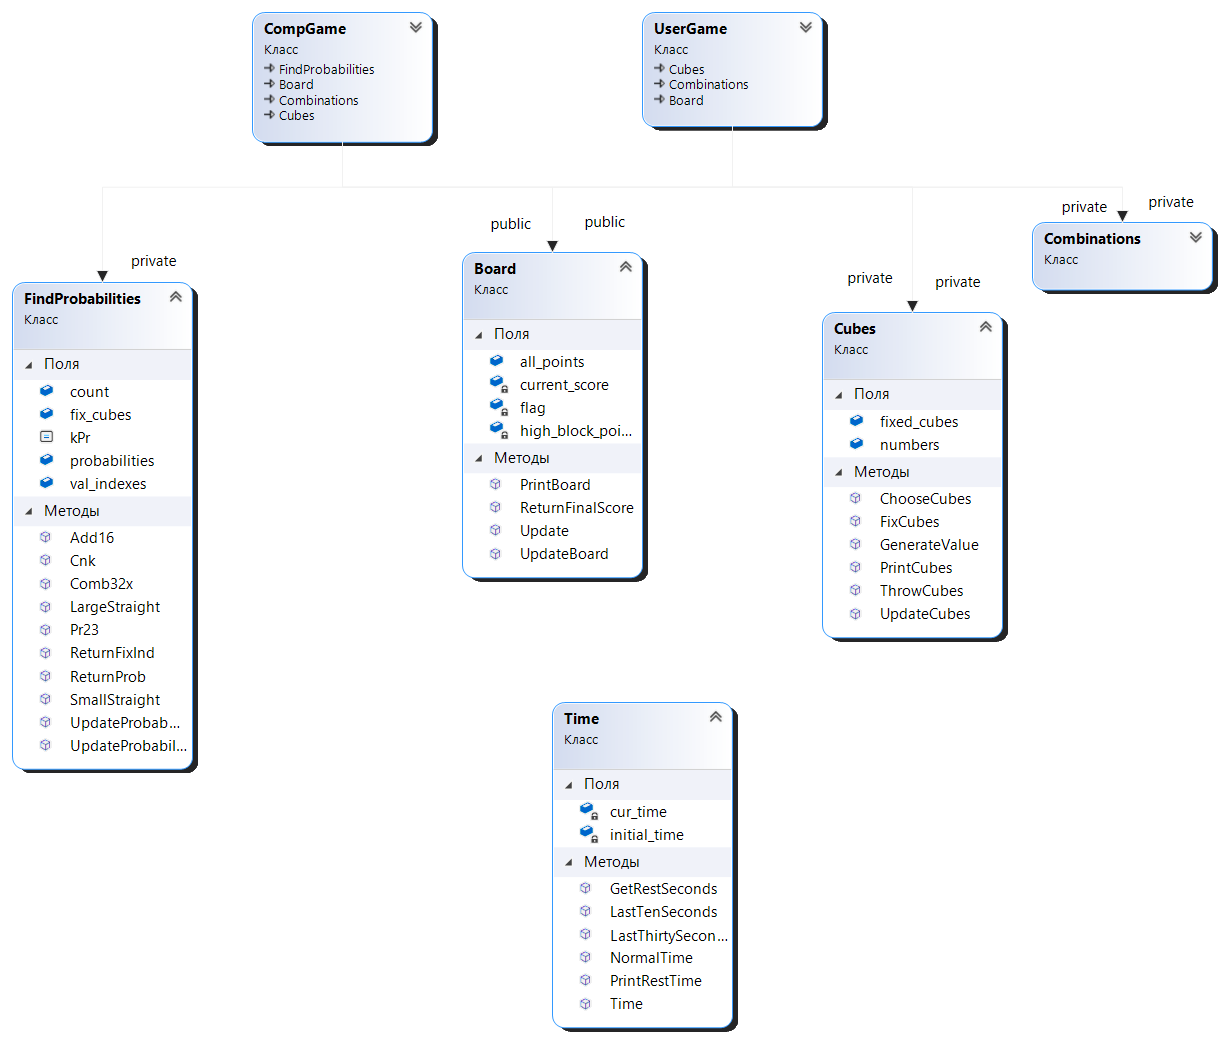 CompGame
Класс
FindProbabilities
Board
Combinations
Cubes
UserGame
Класс
Cubes
Combinations
Board
private
public
public
private
private
private
private
FindProbabilities
Класс
Поля
count
fix_cubes
kPr
probabilities
val_indexes
Методы
Add16
Cnk
Comb32x
LargeStraight
Pr23
ReturnFixInd
ReturnProb
SmallStraight
UpdateProbab...
UpdateProbabil...
Board
Класс
Поля
all_points
current_score
flag
high_block_poi...
Методы
PrintBoard
ReturnFinalScore
Update
UpdateBoard
Cubes
Класс
Поля
fixed_cubes
numbers
Методы
ChooseCubes
FixCubes
GenerateValue
PrintCubes
ThrowCubes
UpdateCubes
Combinations
Класс
Time
Класс
Поля
cur_time
initial_time
Методы
GetRestSeconds
LastTenSeconds
LastThirtySecon...
NormalTime
PrintRestTime
Time